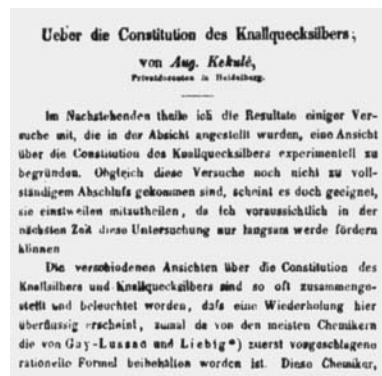 Ueber die Constitution des Knallquecksilbers;
von Aug. Kekulé,
Privatdocenten in Heidelberg.
Im Nachstehenden theile ich die Resultate einiger Ver-
suche mit, die in der Absicht angestellt wurden, eine Ansicht
über die Constitution des Knallquecksilbers experimentell zu
begründen. Obgleich diese Versuche noch nicht zu voll-
ständigem Abschluſs gekommen sind, scheint es doch geeignet,
sie einstweilen mitzutheilen, da ich voraussichtlich in der
nächsten Zeit diese Untersuchung nur langsam werde fördern
können
Die verschiedenen Ansichten über die Constitution des
Knallsilbers und Knallquecksilbers sind so oft zusammenge-
stellt und beleuchtet worden, daſs eine Wiederholung hier
überflüssig erscheint, zumal da von den meisten Chemikern
die von Gay-Lussac und Liebig*) zuerst vorgeschlagene
rationelle Formel beibehalten worden ist. Diese Chemiker,